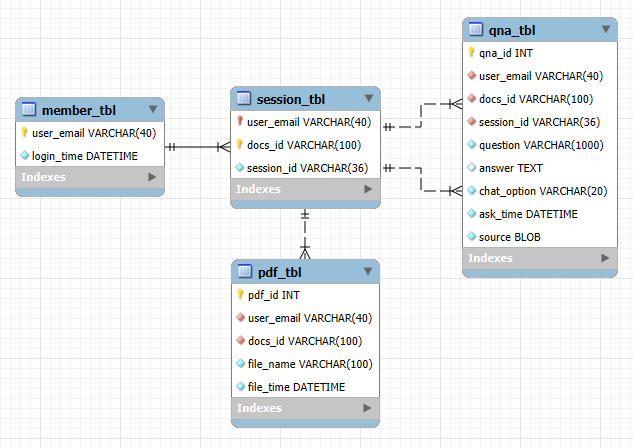 member_tbl
user_email VARCHAR(40)
login_time DATETIME
Indexes
session_tbl
user_email VARCHAR(40)
docs_id VARCHAR(100)
session_id VARCHAR(36)
Indexes
qna_tbl
qna_id INT
user_email VARCHAR(40)
docs_id VARCHAR(100)
session_id VARCHAR(36)
question VARCHAR(1000)
answer TEXT
chat_option VARCHAR(20)
ask_time DATETIME
source BLOB
Indexes
pdf_tbl
pdf_id INT
user_email VARCHAR(40)
docs_id VARCHAR(100)
file_name VARCHAR(100)
file_time DATETIME
Indexes